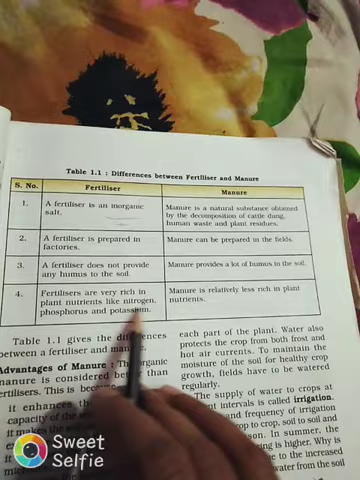 Table 1.1 : Differences between Fertiliser and Manure
S. No. Fertiliser Manure
1. A fertiliser is an inorganic salt. Manure is a natural substance obtained by the decomposition of cattle dung, human waste and plant residues.
2. A fertiliser is prepared in factories. Manure can be prepared in the fields.
3. A fertiliser does not provide any humus to the soil. Manure provides a lot of humus in the soil.
4. Fertilisers are very rich in plant nutrients like nitrogen, phosphorus and potassium. Manure is relatively less rich in plant nutrients.
Table 1.1 gives the differences
between a fertiliser and
Advantages of Manure : The organic
manure is considered better than
fertilisers. This is
it enhances the
capacity of the
it makes the
each part of the plant. Water also
protects the crop from both frost and
hot air currents. To maintain the
moisture of the soil for healthy crop
growth, fields have to be watered
regularly.
The supply of water to crops at
intervals is called irrigation.
and frequency of irrigation
crop to crop, soil to soil and
season. In summer, the
is higher. Why is
due to the increased
water from the soil
Sweet
Selfie